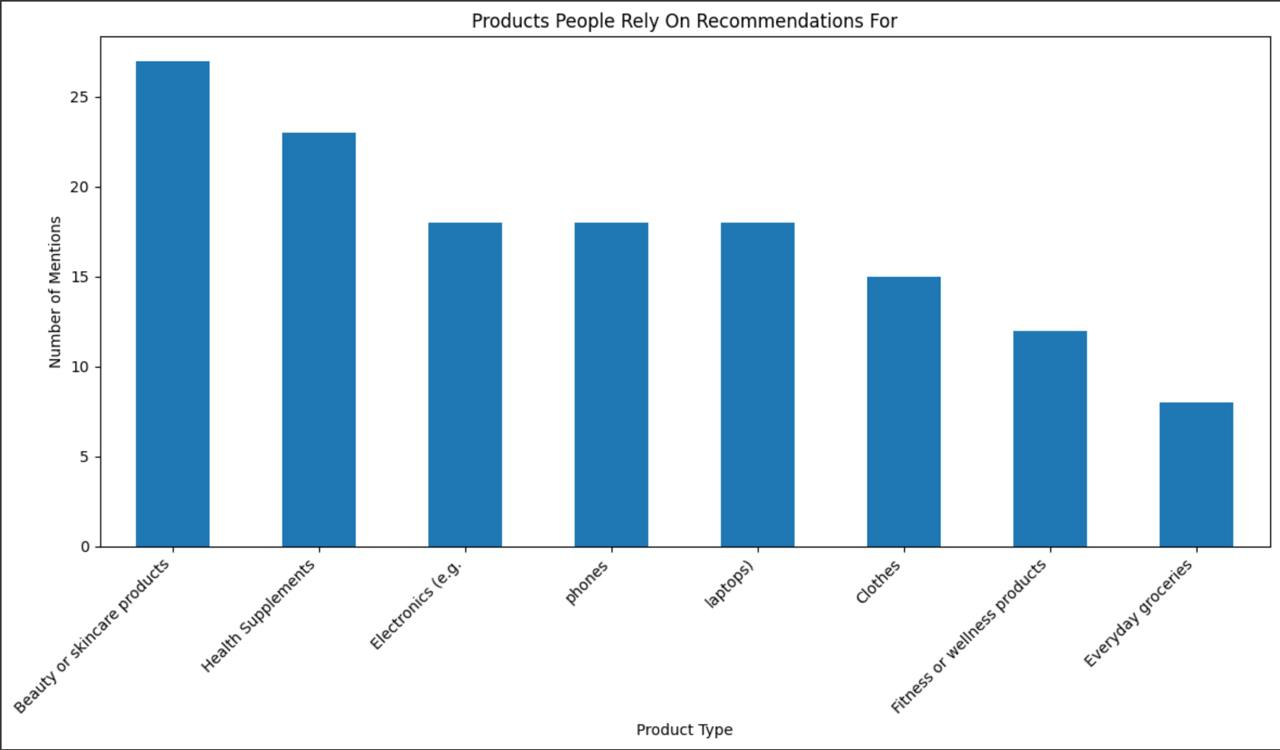 Products People Rely On Recommendations For
Number of Mentions
25
20
15
10
5
0
Beauty or skincare products
Health Supplements
Electronics (e.g.
phones
laptops)
Clothes
Fitness or wellness products
Everyday groceries
Product Type